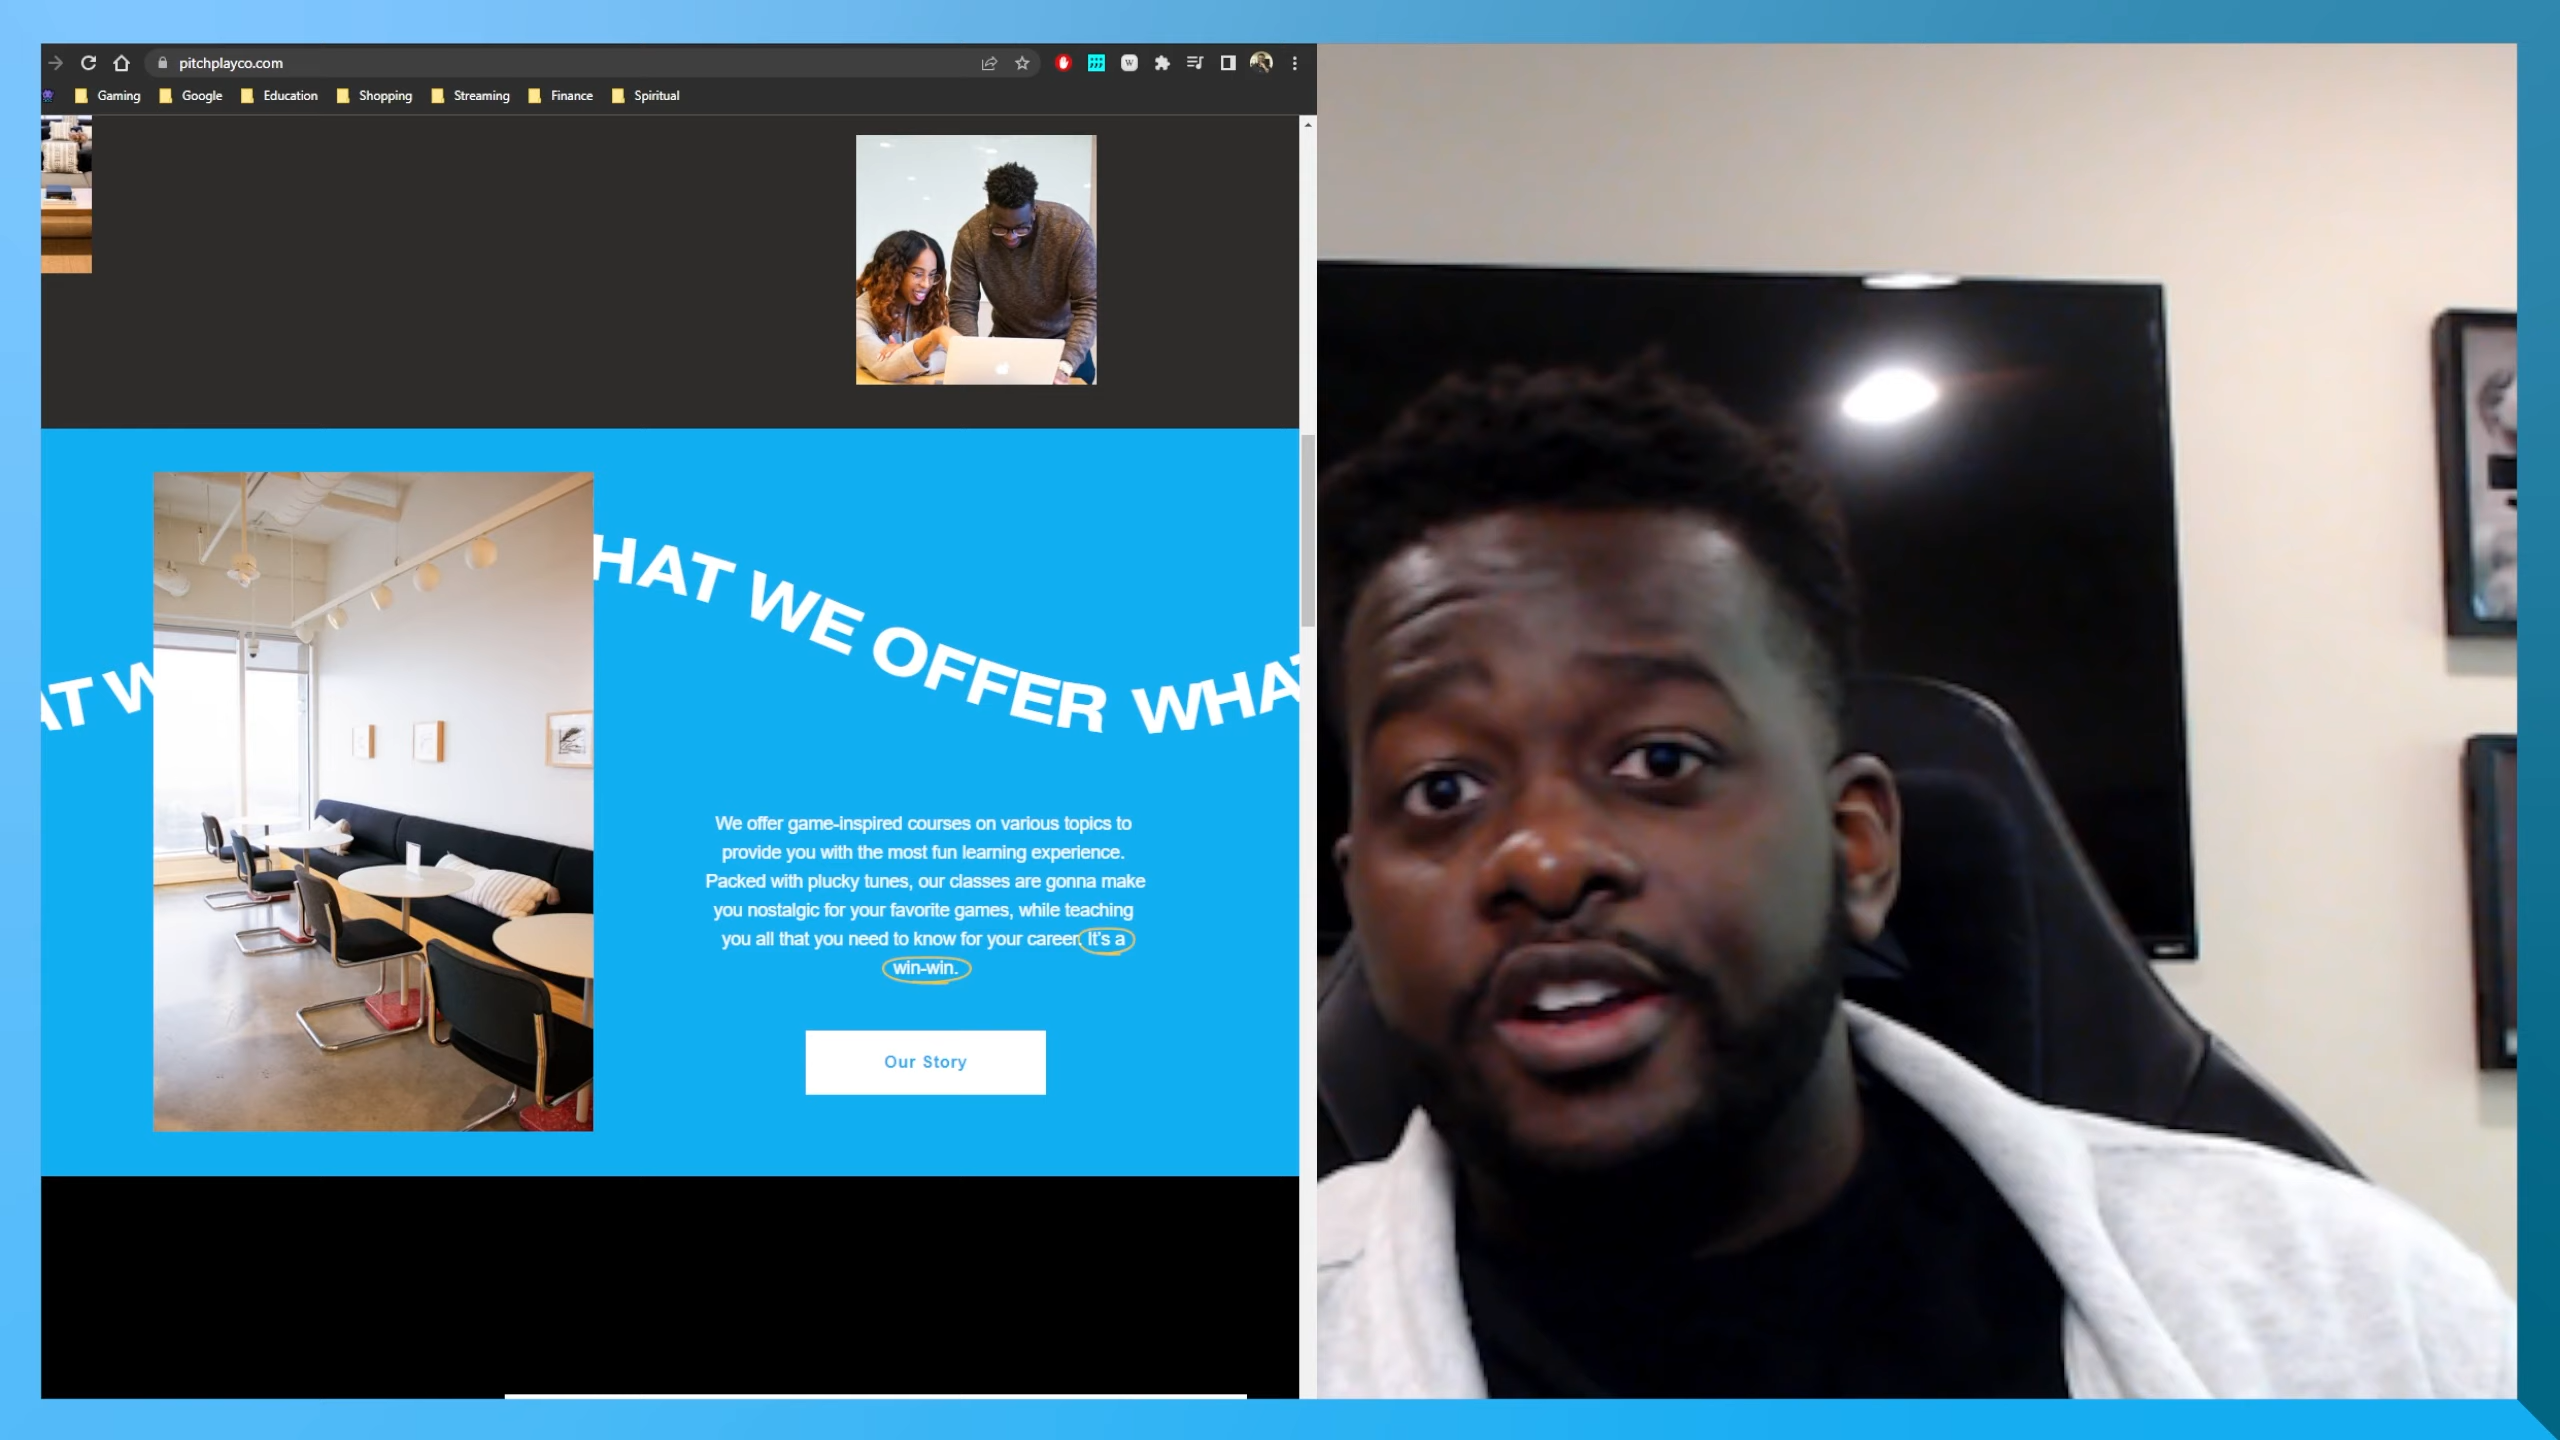 pitchplayco.com
Gaming Google Education Shopping Streaming Finance Spiritual
HAT WE OFFER WHAT
AT W
We offer game-inspired courses on various topics to
provide you with the most fun learning experience.
Packed with plucky tunes, our classes are gonna make
you nostalgic for your favorite games, while teaching
you all that you need to know for your career. It's a
win-win.
Our Story